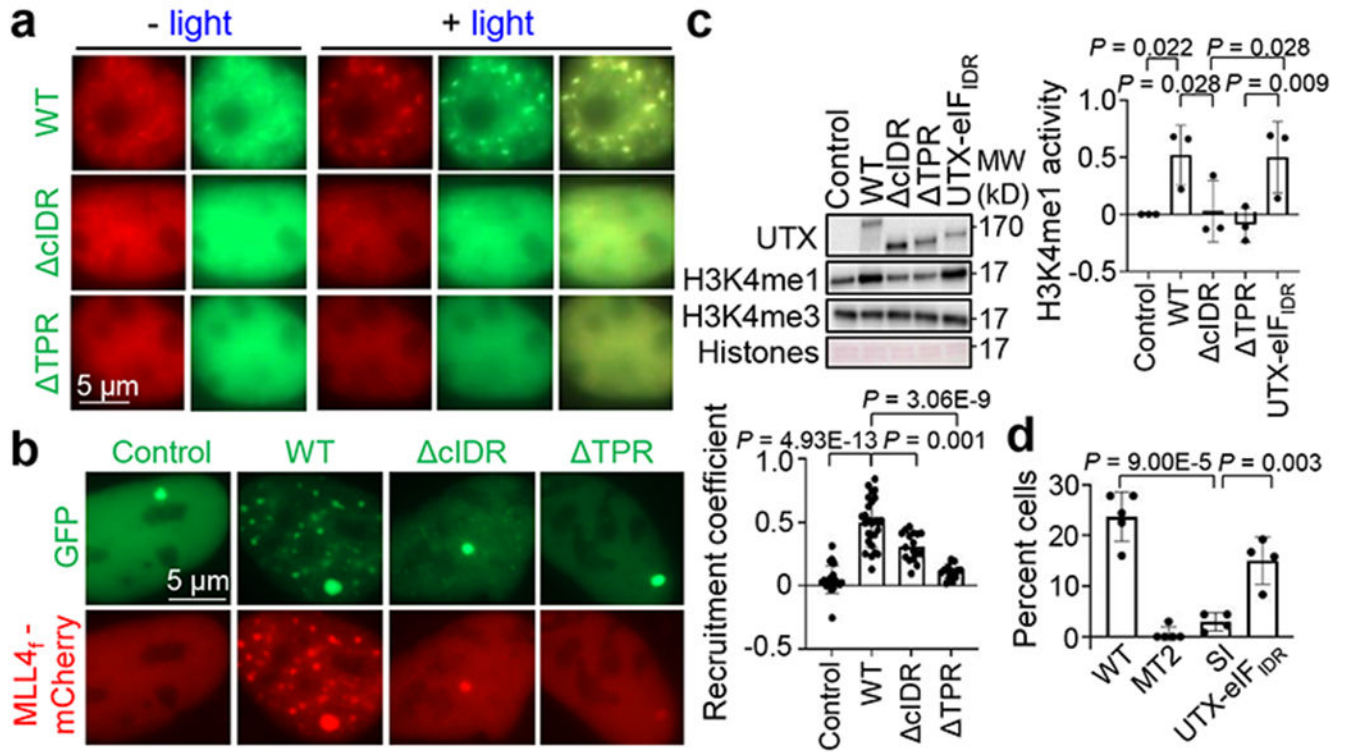 a
- light
+ light
WT
ΔcIDR
ΔTPR
5 µm
b
Control
WT
ΔcIDR
ΔTPR
GFP
5 µm
MLL4f -
mCherry
c
Control
WT
ΔcIDR
ΔTPR
UTX-eIFIDR
MW
(kD)
UTX
170
H3K4me1
17
H3K4me3
17
Histones
17
P = 0.022
P = 0.028
P = 0.028
P = 0.009
H3K4me1 activity
1.0
0.5
0
-0.5
Control
WT
ΔcIDR
ΔTPR
UTX-eIFIDR
P = 3.06E-9
P = 4.93E-13
P = 0.001
Recruitment coefficient
1.0
0.5
0
-0.5
Control
WT
ΔcIDR
ΔTPR
d
P = 9.00E-5
P = 0.003
Percent cells
30
20
10
0
WT
MT2
SI
UTX-eIFIDR